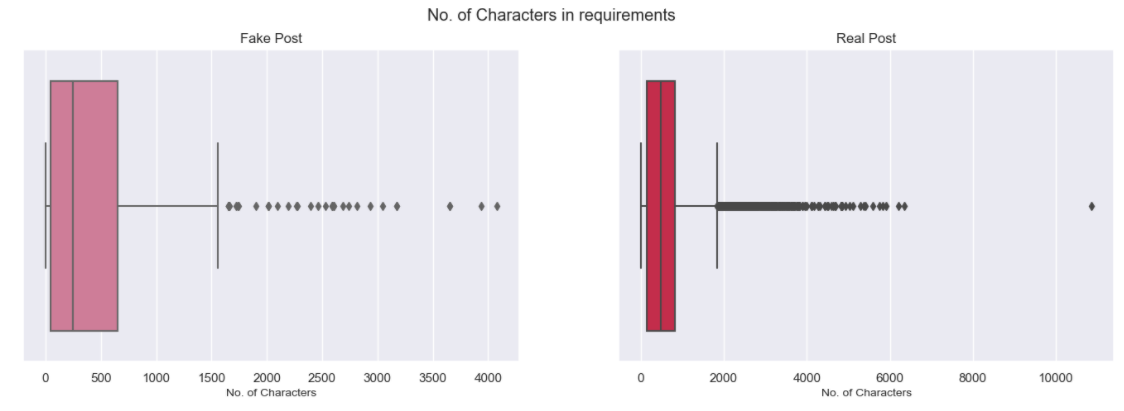 No. of Characters in requirements
Fake Post
Real Post
0 500 1000 1500 2000 2500 3000 3500 4000
No. of Characters
0 2000 4000 6000 8000 10000
No. of Characters